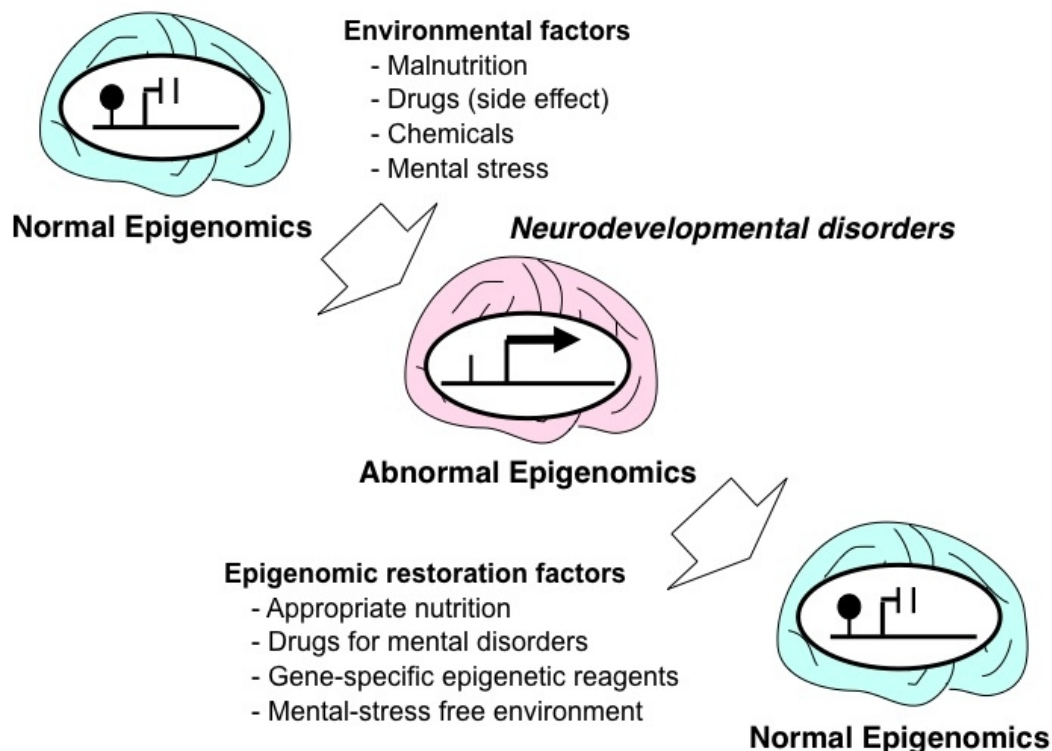 Environmental factors
- Malnutrition
- Drugs (side effect)
- Chemicals
- Mental stress
Normal Epigenomics
Neurodevelopmental disorders
Abnormal Epigenomics
Epigenomic restoration factors
- Appropriate nutrition
- Drugs for mental disorders
- Gene-specific epigenetic reagents
- Mental-stress free environment
Normal Epigenomics